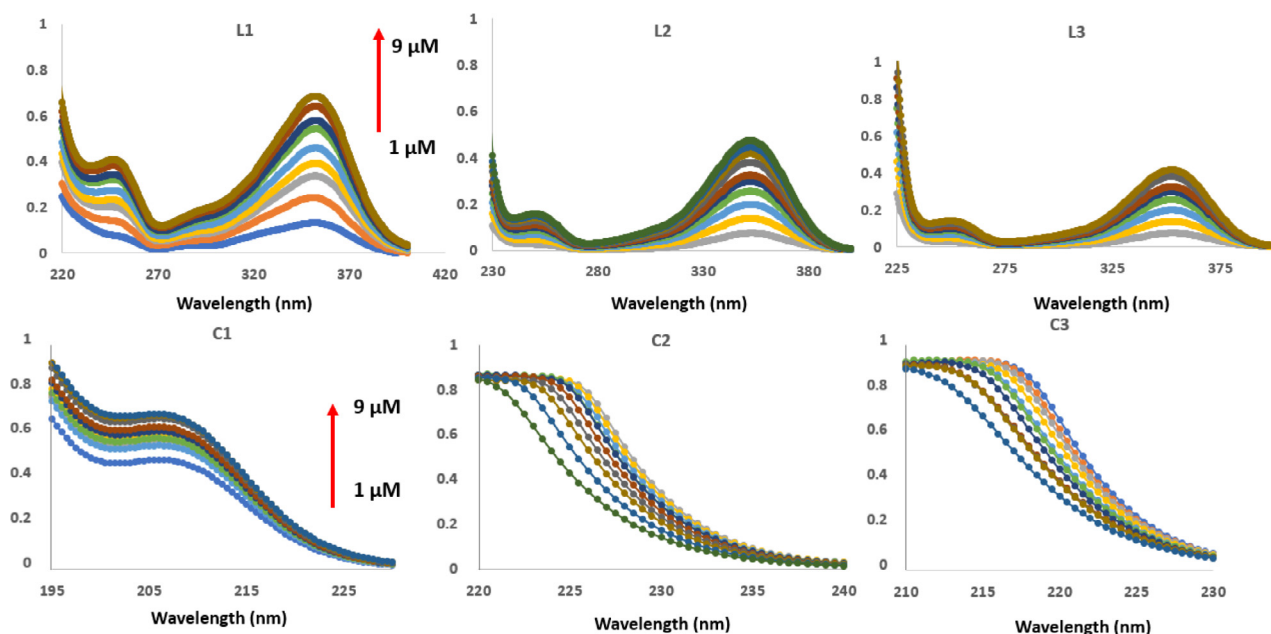 L1
1
0.8
0.6
0.4
0.2
0
220 270 320 370 420
Wavelength (nm)
9 µM
1 µM
L2
1
0.8
0.6
0.4
0.2
0
230 280 330 380
Wavelength (nm)
L3
1
0.8
0.6
0.4
0.2
0
225 275 325 375
Wavelength (nm)
C1
1
0.8
0.6
0.4
0.2
0
195 205 215 225
Wavelength (nm)
9 µM
1 µM
C2
1
0.8
0.6
0.4
0.2
0
220 225 230 235 240
Wavelength (nm)
C3
1
0.8
0.6
0.4
0.2
0
210 215 220 225 230
Wavelength (nm)